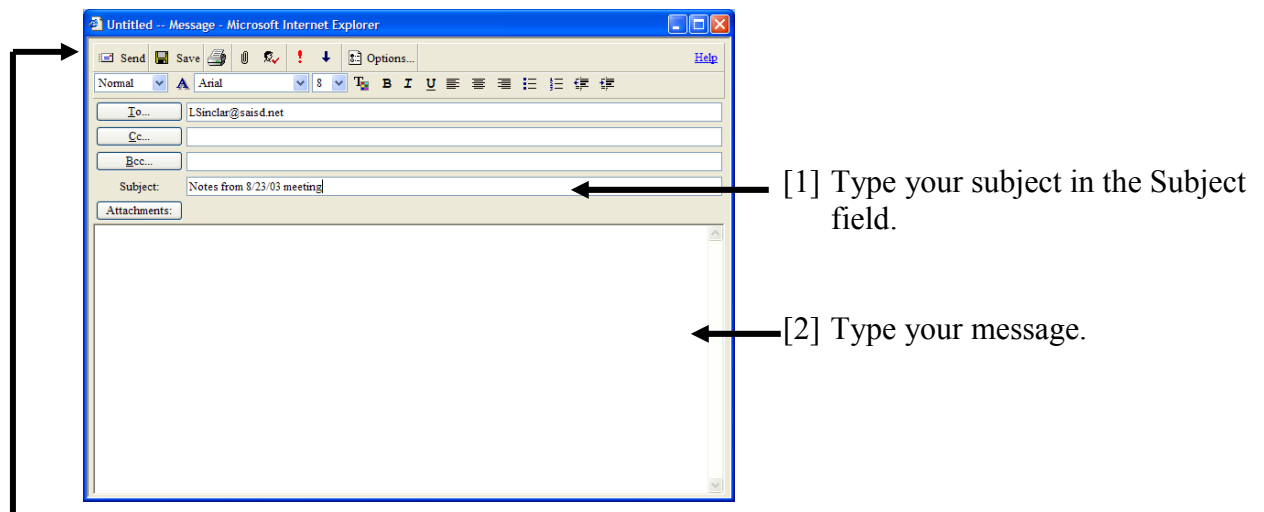 Untitled -- Message - Microsoft Internet Explorer
Send Save Options... Help
Normal A Arial 8 B I U
To... LSinclar@saisd.net
Cc...
Bcc...
Subject: Notes from 8/23/03 meeting
Attachments:
[1] Type your subject in the Subject
field.
[2] Type your message.